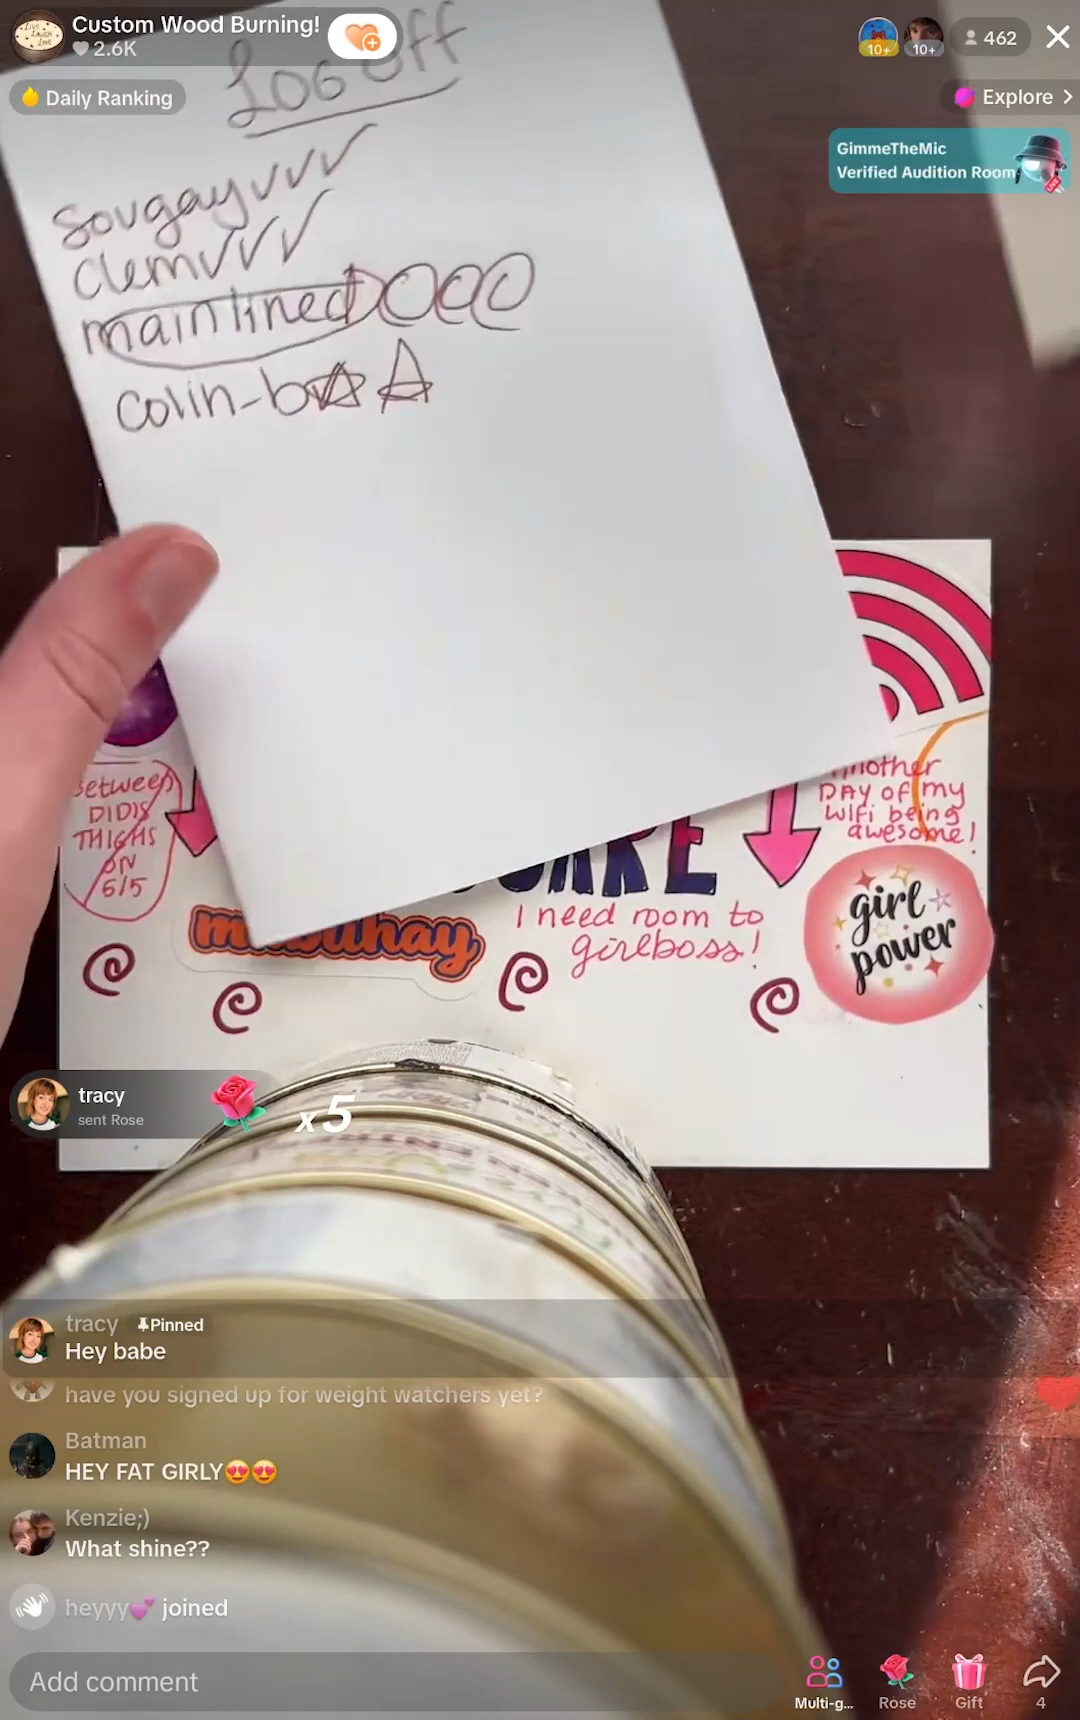 Custom Wood Burning!
2.6K
10+
10+
462
Daily Ranking
Explore >
GimmeTheMic
Verified Audition Room
LOG OFF
sovgay
clem
mainlined
colin-b
between
DIDIS
THIGHS
ON
6/5
another
DAY OF my
wifi being
awesome!
I need room to
girlboss!
mabuhay
girl
power
tracy
sent Rose
x5
tracy Pinned
Hey babe
have you signed up for weight watchers yet?
Batman
HEY FAT GIRLY😍😍
Kenzie;)
What shine??
heyyy💕 joined
Add comment
Multi-g...
Rose
Gift
4